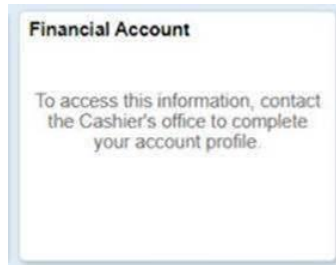 Financial Account
To access this information, contact
the Cashier's office to complete
your account profile.